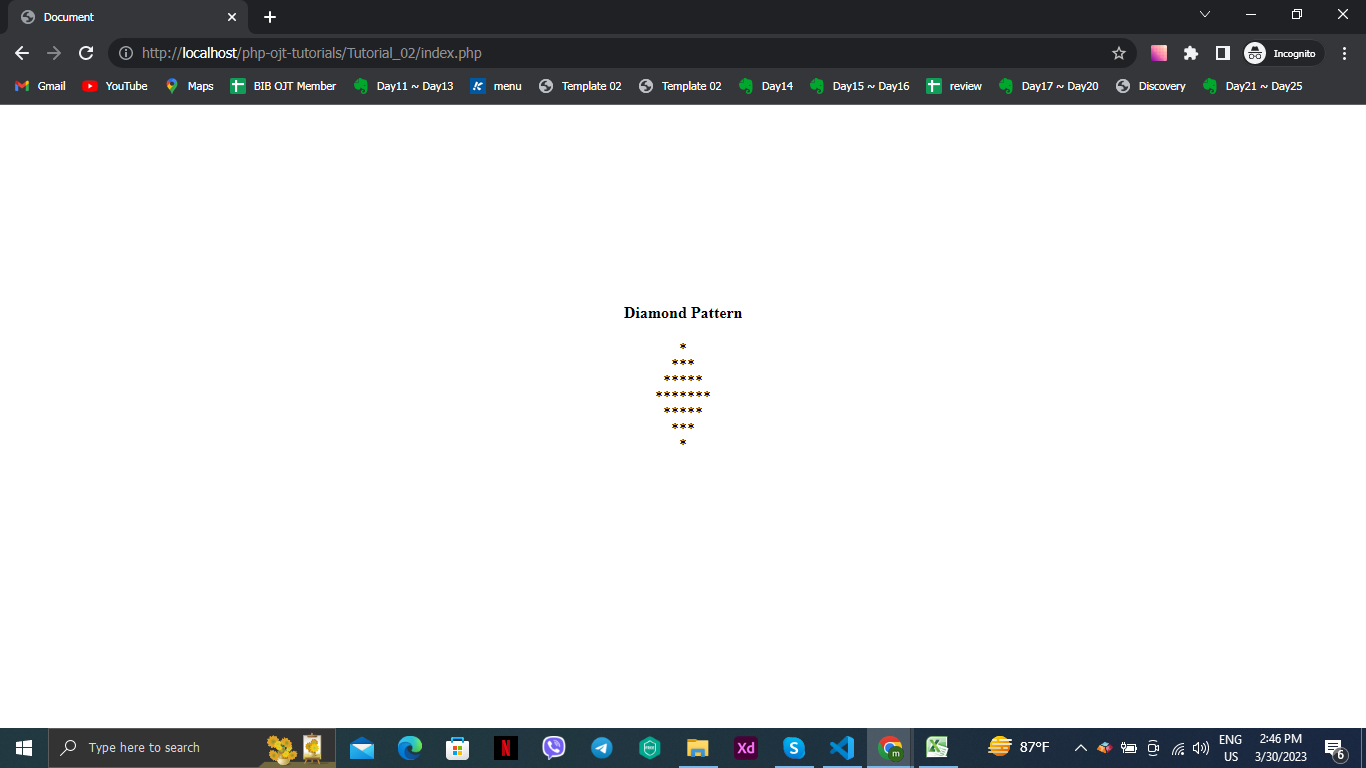 Document
http://localhost/php-ojt-tutorials/Tutorial_02/index.php
Incognito
Gmail YouTube Maps BIB OJT Member Day11 ~ Day13 menu Template 02 Template 02 Day14 Day15 ~ Day16 review Day17 ~ Day20 Discovery Day21 ~ Day25
Diamond Pattern
*
***
*****
*******
*****
***
*
Type here to search
N
Xd
S
m
87°F
ENG
US
2:46 PM
3/30/2023
6